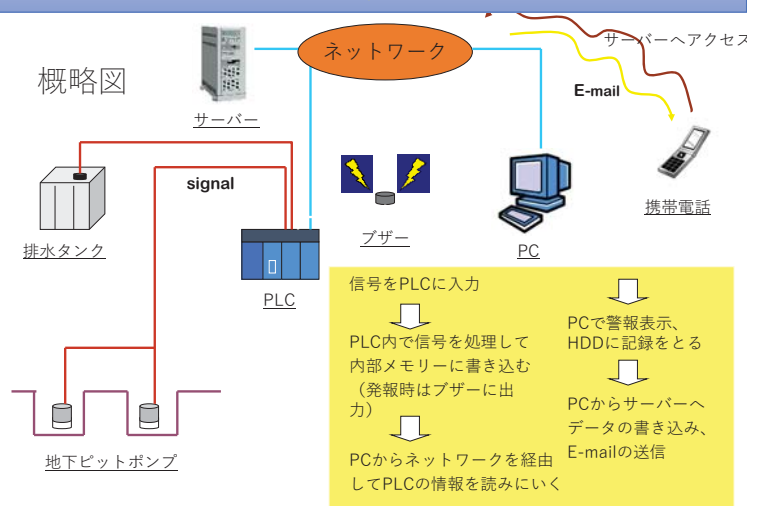 サーバーへアクセス
ネットワーク
概略図
E-mail
サーバー
signal
携帯電話
ブザー
排水タンク
PC
PLC
信号をPLCに入力
PLC内で信号を処理して
内部メモリーに書き込む
（発報時はブザーに出
力）
PCからネットワークを経由
してPLCの情報を読みにいく
PCで警報表示、
HDDに記録をとる
PCからサーバーへ
データの書き込み、
E-mailの送信
地下ピットポンプ